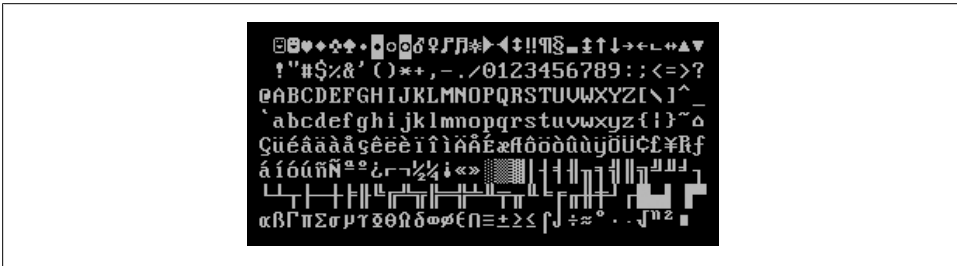 ☺☻♥♦♣♠•◘○◙♂♀♪♫☼►◄↕‼¶§▬↨↑↓→←∟↔▲▼
!"#$%&'()*+,-./0123456789:;<=>?
@ABCDEFGHIJKLMNOPQRSTUVWXYZ[\]^_
`abcdefghijklmnopqrstuvwxyz{¦}~⌂
ÇüéâäàåçêëèïîìÄÅÉæÆôöòûùÿÖÜ¢£¥₧ƒ
áíóúñÑªº¿⌐¬½¼¡«»░▒▓│┤╡╢╖╕╣║╗╝╜╛┐
└┴┬├─┼╞╟╚╔╩╦╠═╬╧╨╤╥╙╘╒╓╫╪┘┌█▄▌▐▀
αßΓπΣσµτΦΘΩδ∞φε∩≡±≥≤⌠⌡÷≈°∙·√ⁿ²■